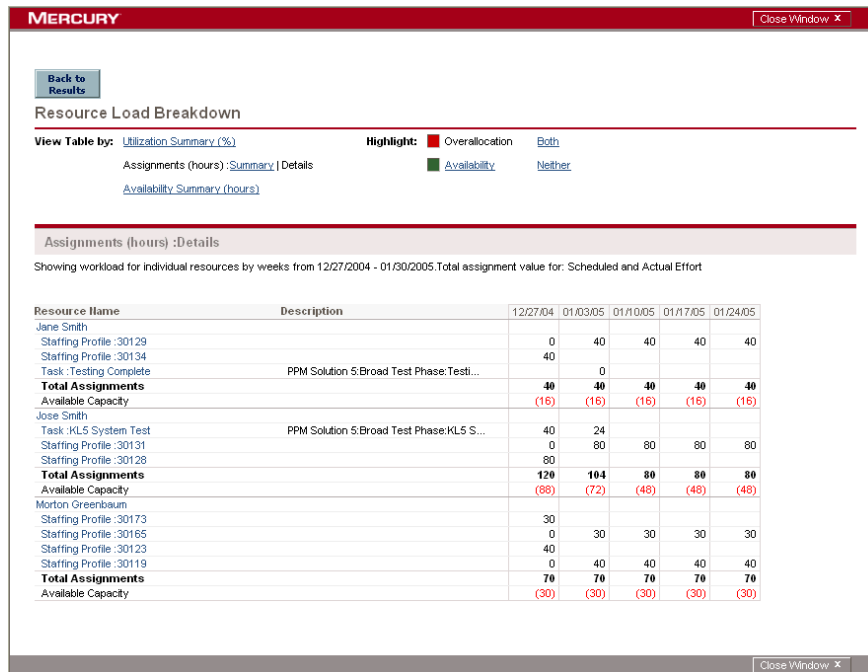 MERCURY
Close Window X
Back to
Results
Resource Load Breakdown
View Table by: Utilization Summary (%) Highlight: Overallocation Both
Assignments (hours) :Summary | Details Availability Neither
Availability Summary (hours)
Assignments (hours) :Details
Showing workload for individual resources by weeks from 12/27/2004 - 01/30/2005.Total assignment value for: Scheduled and Actual Effort
Resource Name Description 12/27/04 01/03/05 01/10/05 01/17/05 01/24/05
Jane Smith
Staffing Profile :30129 0 40 40 40 40
Staffing Profile :30134 40
Task :Testing Complete PPM Solution 5:Broad Test Phase:Testi... 0
Total Assignments 40 40 40 40 40
Available Capacity (16) (16) (16) (16) (16)
Jose Smith
Task :KL5 System Test PPM Solution 5:Broad Test Phase:KL5 S... 40 24
Staffing Profile :30131 0 80 80 80 80
Staffing Profile :30128 80
Total Assignments 120 104 80 80 80
Available Capacity (88) (72) (48) (48) (48)
Morton Greenbaum
Staffing Profile :30173 30
Staffing Profile :30165 0 30 30 30 30
Staffing Profile :30123 40
Staffing Profile :30119 0 40 40 40 40
Total Assignments 70 70 70 70 70
Available Capacity (30) (30) (30) (30) (30)
Close Window X